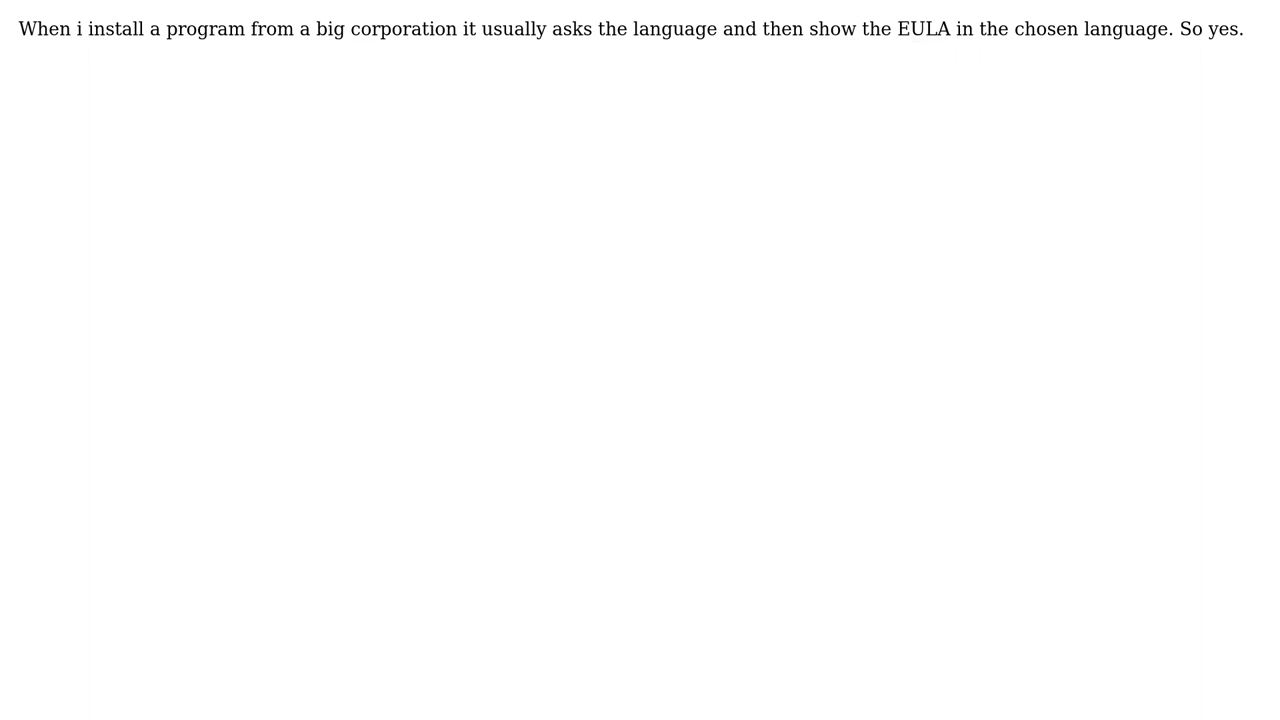 When i install a program from a big corporation it usually asks the language and then show the EULA in the chosen language. So yes.